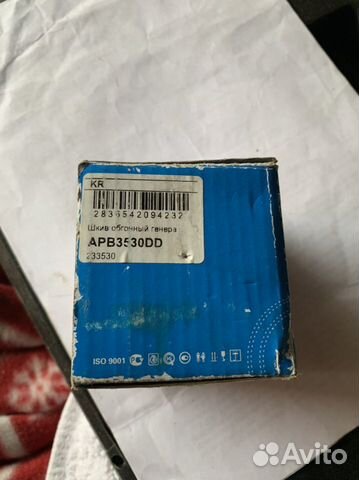 KR
2836542094232
Шкив обгонный генера
APB3530DD
233530
ISO 9001
Avito